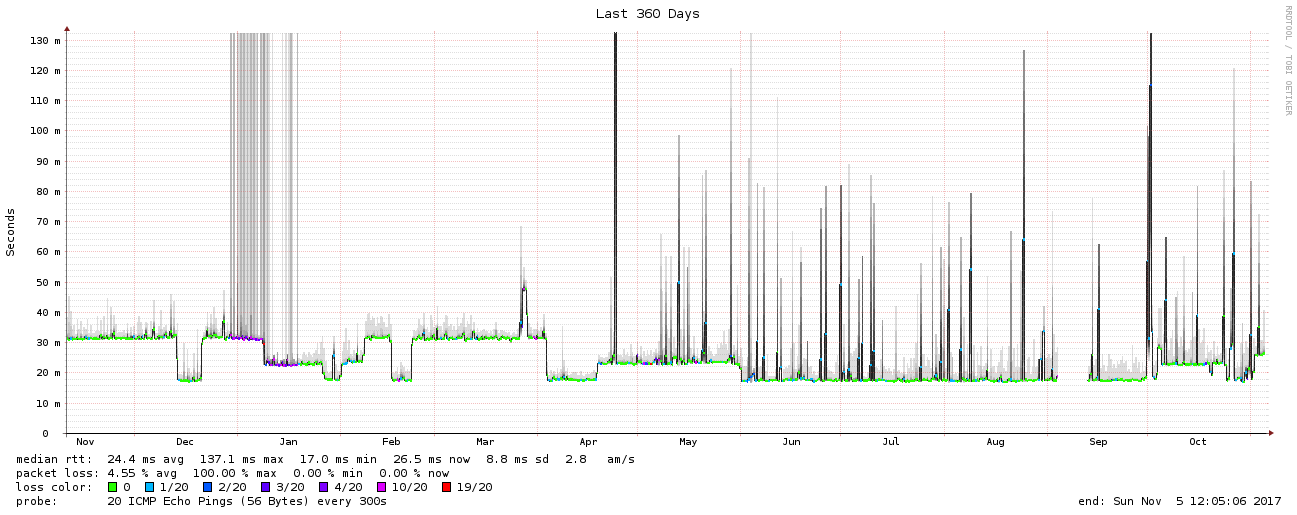 Last 360 Days
RRDTOOL / TOBI OETIKER
Seconds
130 m
120 m
110 m
100 m
90 m
80 m
70 m
60 m
50 m
40 m
30 m
20 m
10 m
0
Nov Dec Jan Feb Mar Apr May Jun Jul Aug Sep Oct
median rtt: 24.4 ms avg 137.1 ms max 17.0 ms min 26.5 ms now 8.8 ms sd 2.8 am/s
packet loss: 4.55 % avg 100.00 % max 0.00 % min 0.00 % now
loss color: 0 1/20 2/20 3/20 4/20 10/20 19/20
probe: 20 ICMP Echo Pings (56 Bytes) every 300s end: Sun Nov 5 12:05:06 2017